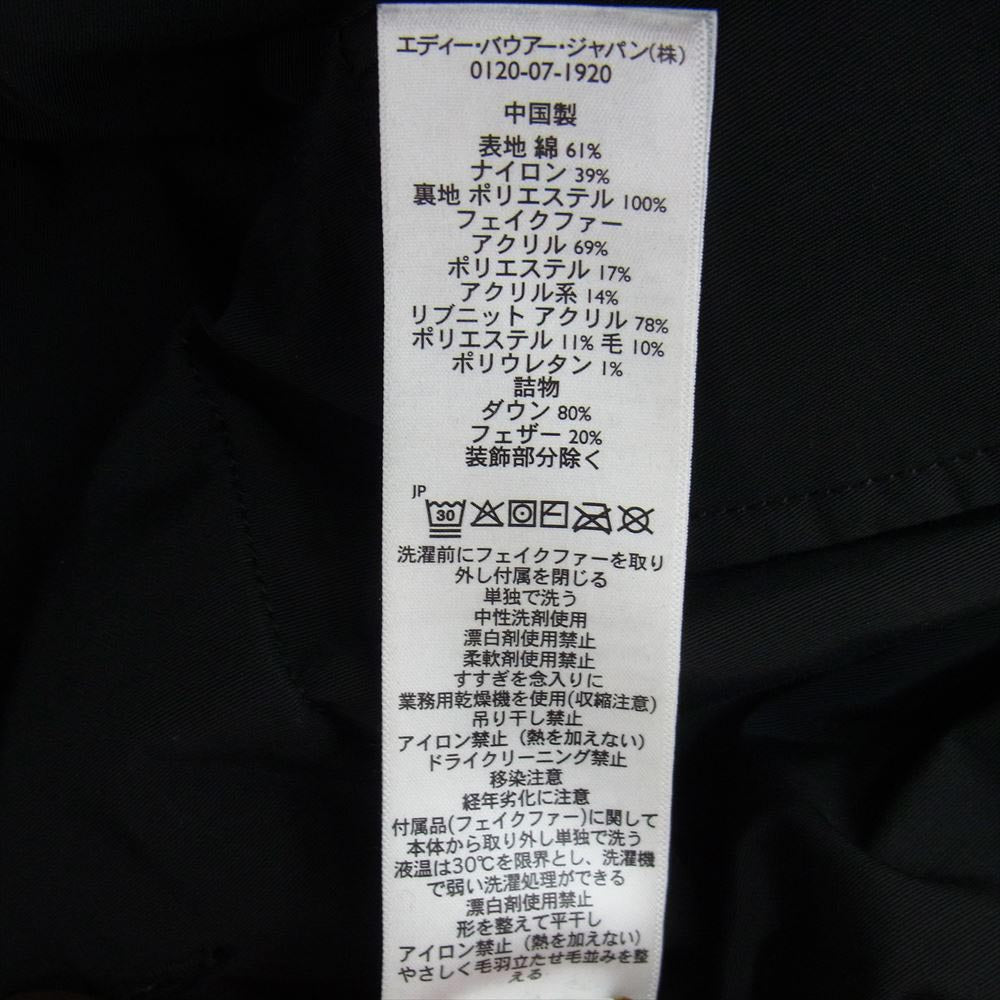 エディー・バウアー・ジャパン(株)
0120-07-1920
中国製
表地 綿 61%
ナイロン 39%
裏地 ポリエステル 100%
フェイクファー
アクリル 69%
ポリエステル 17%
アクリル系 14%
リブニット アクリル 78%
ポリエステル 11% 毛 10%
ポリウレタン 1%
詰物
ダウン 80%
フェザー 20%
装飾部分除く
JP
30
洗濯前にフェイクファーを取り
外し付属を閉じる
単独で洗う
中性洗剤使用
漂白剤使用禁止
柔軟剤使用禁止
すすぎを念入りに
業務用乾燥機を使用(収縮注意)
吊り干し禁止
アイロン禁止（熱を加えない）
ドライクリーニング禁止
移染注意
経年劣化に注意
付属品(フェイクファー)に関して
本体から取り外し単独で洗う
液温は30℃を限界とし、洗濯機
で弱い洗濯処理ができる
漂白剤使用禁止
形を整えて平干し
アイロン禁止（熱を加えない）
やさしく毛羽立たせ毛並みを整
える